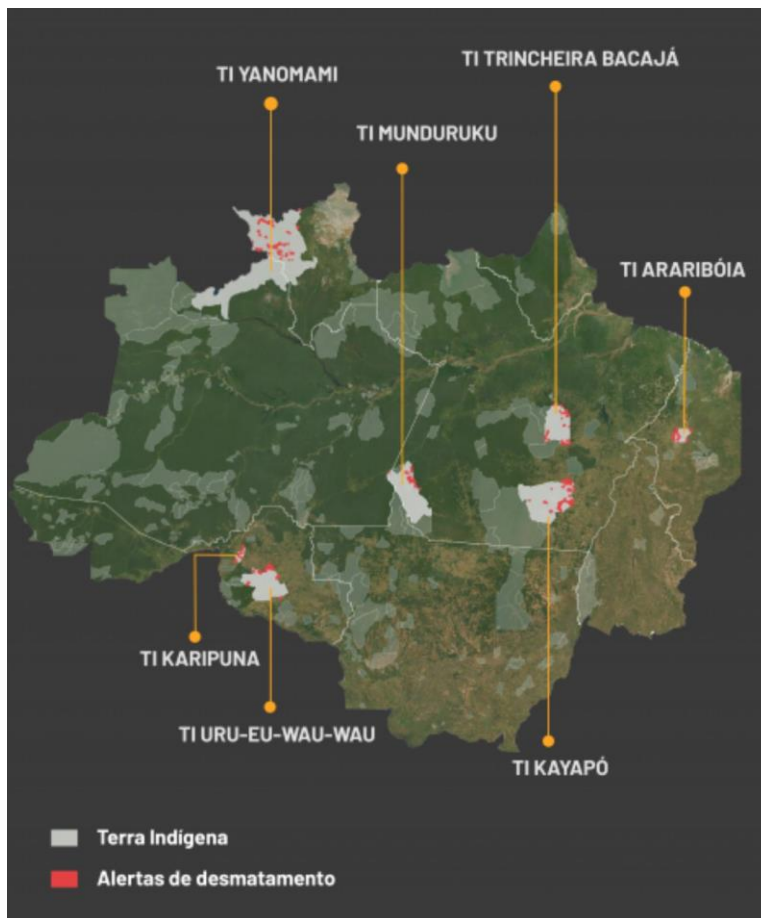 TI TRINCHEIRA BACAJÁ
TI YANOMAMI
TI MUNDURUKU
TI ARARIBÓIA
TI KARIPUNA
TI URU-EU-WAU-WAU
TI KAYAPÓ
Terra Indígena
Alertas de desmatamento